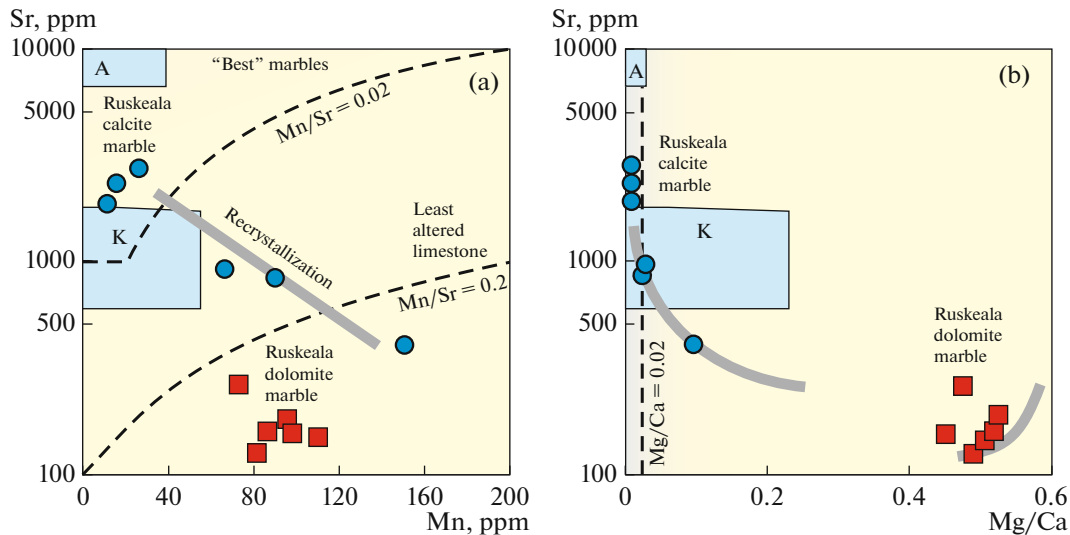 Sr, ppm
10000
5000
1000
500
100
0
40
80
120
160
200
Mn, ppm
A
"Best" marbles
(a)
Ruskeala
calcite
marble
Mn/Sr = 0.02
K
Recrystallization
Least
altered
limestone
Mn/Sr = 0.2
Ruskeala
dolomite
marble
Sr, ppm
10000
5000
1000
500
100
0
0.2
0.4
0.6
Mg/Ca
A
(b)
Ruskeala
calcite
marble
K
Mg/Ca = 0.02
Ruskeala
dolomite
marble